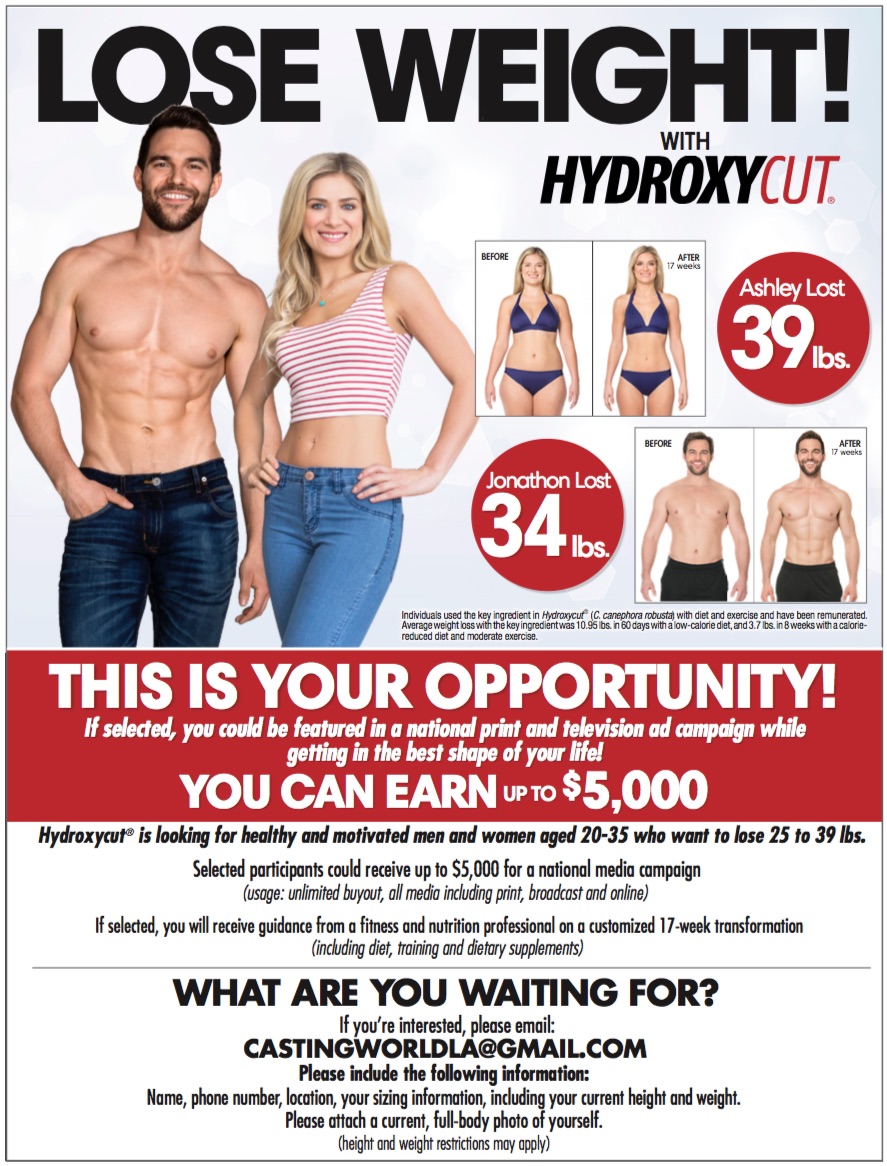 LOSE WEIGHT!
WITH
HYDROXYCUT®
BEFORE
AFTER
17 weeks
Ashley Lost
39 lbs.
Jonathon Lost
34 lbs.
BEFORE
AFTER
17 weeks
Individuals used the key ingredient in Hydroxycut® (C. canephora robusta) with diet and exercise and have been remunerated.
Average weight loss with the key ingredient was 10.95 lbs. in 60 days with a low-calorie diet, and 3.7 lbs. in 8 weeks with a calorie-
reduced diet and moderate exercise.
THIS IS YOUR OPPORTUNITY!
If selected, you could be featured in a national print and television ad campaign while
getting in the best shape of your life!
YOU CAN EARN UP TO $5,000
Hydroxycut® is looking for healthy and motivated men and women aged 20-35 who want to lose 25 to 39 lbs.
Selected participants could receive up to $5,000 for a national media campaign
(usage: unlimited buyout, all media including print, broadcast and online)
If selected, you will receive guidance from a fitness and nutrition professional on a customized 17-week transformation
(including diet, training and dietary supplements)
WHAT ARE YOU WAITING FOR?
If you're interested, please email:
CASTINGWORLDLA@GMAIL.COM
Please include the following information:
Name, phone number, location, your sizing information, including your current height and weight.
Please attach a current, full-body photo of yourself.
(height and weight restrictions may apply)